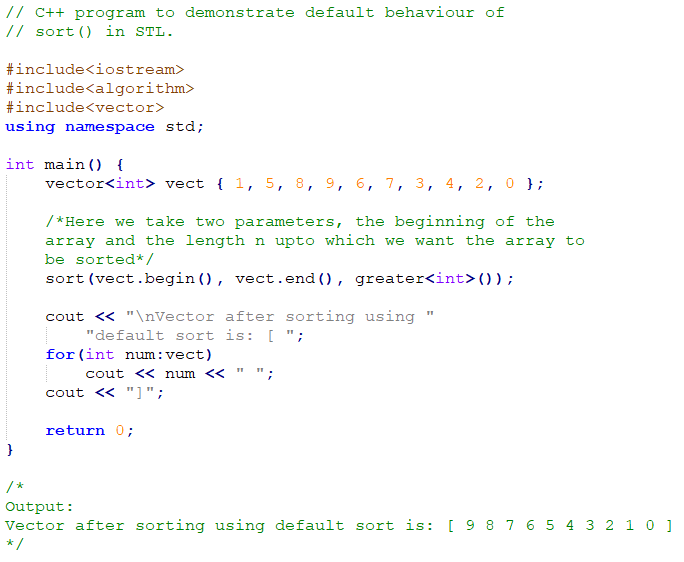 // C++ program to demonstrate default behaviour of
// sort() in STL.
#include<iostream>
#include<algorithm>
#include<vector>
using namespace std;
int main() {
vector<int> vect { 1, 5, 8, 9, 6, 7, 3, 4, 2, 0 };
/*Here we take two parameters, the beginning of the
array and the length n upto which we want the array to
be sorted*/
sort(vect.begin(), vect.end(), greater<int>());
cout << "\nVector after sorting using "
"default sort is: [ ";
for(int num:vect)
cout << num << " ";
cout << "]";
return 0;
}
/*
Output:
Vector after sorting using default sort is: [ 9 8 7 6 5 4 3 2 1 0 ]
*/